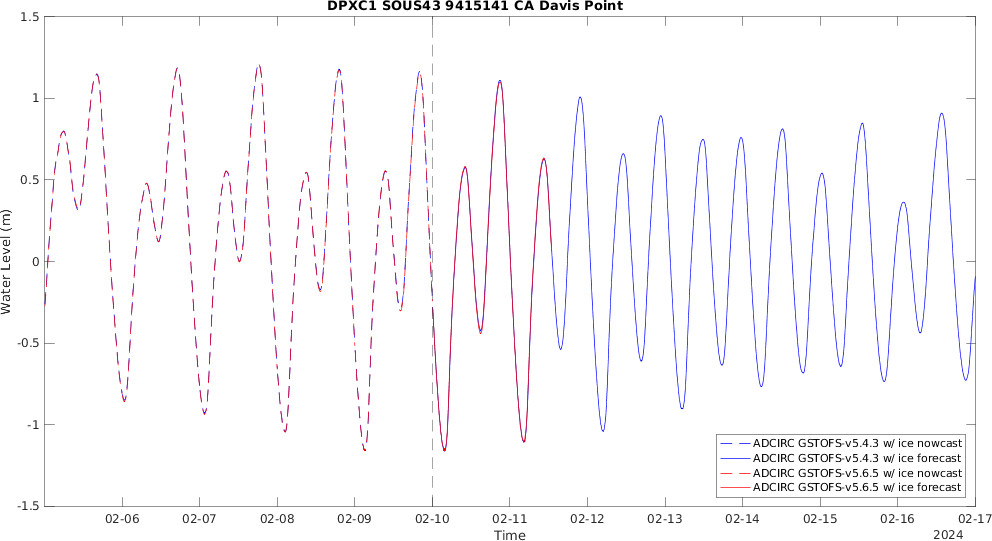 DPXC1 SOUS43 9415141 CA Davis Point
1.5
1
0.5
0
-0.5
-1
-1.5
Water Level (m)
02-06 02-07 02-08 02-09 02-10 02-11 02-12 02-13 02-14 02-15 02-16 02-17
Time
2024
ADCIRC GSTOFS-v5.4.3 w/ ice nowcast
ADCIRC GSTOFS-v5.4.3 w/ ice forecast
ADCIRC GSTOFS-v5.6.5 w/ ice nowcast
ADCIRC GSTOFS-v5.6.5 w/ ice forecast